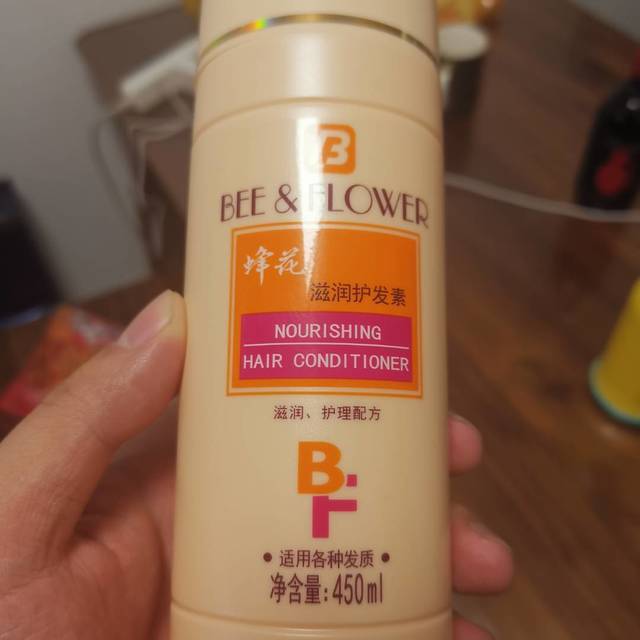 B
BEE & FLOWER
蜂花
滋润护发素
NOURISHING
HAIR CONDITIONER
滋润、护理配方
BF
•适用各种发质•
净含量:450ml